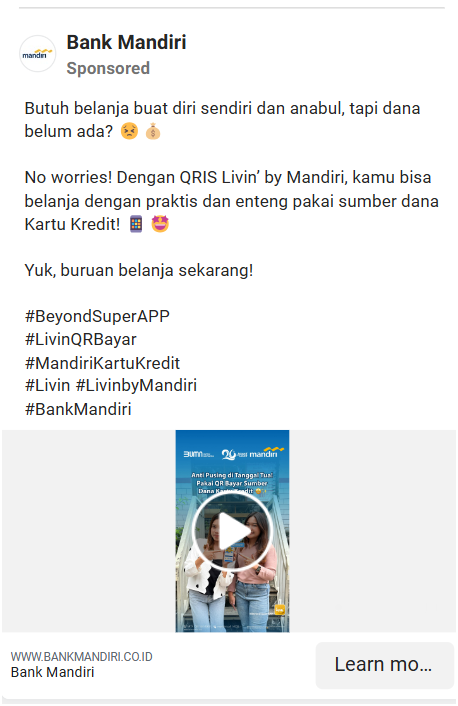 Bank Mandiri
mandiri
Sponsored
Butuh belanja buat diri sendiri dan anabul, tapi dana
belum ada? 😣 💰
No worries! Dengan QRIS Livin’ by Mandiri, kamu bisa
belanja dengan praktis dan enteng pakai sumber dana
Kartu Kredit! 📱 🤩
Yuk, buruan belanja sekarang!
#BeyondSuperAPP
#LivinQRBayar
#MandiriKartuKredit
#Livin #LivinbyMandiri
#BankMandiri
BUMN
mandiri
Anti Pusing di Tanggal Tua!
Pakai QR Bayar Sumber
Dana Kartu Kredit
WWW.BANKMANDIRI.CO.ID
Bank Mandiri
Learn mo...